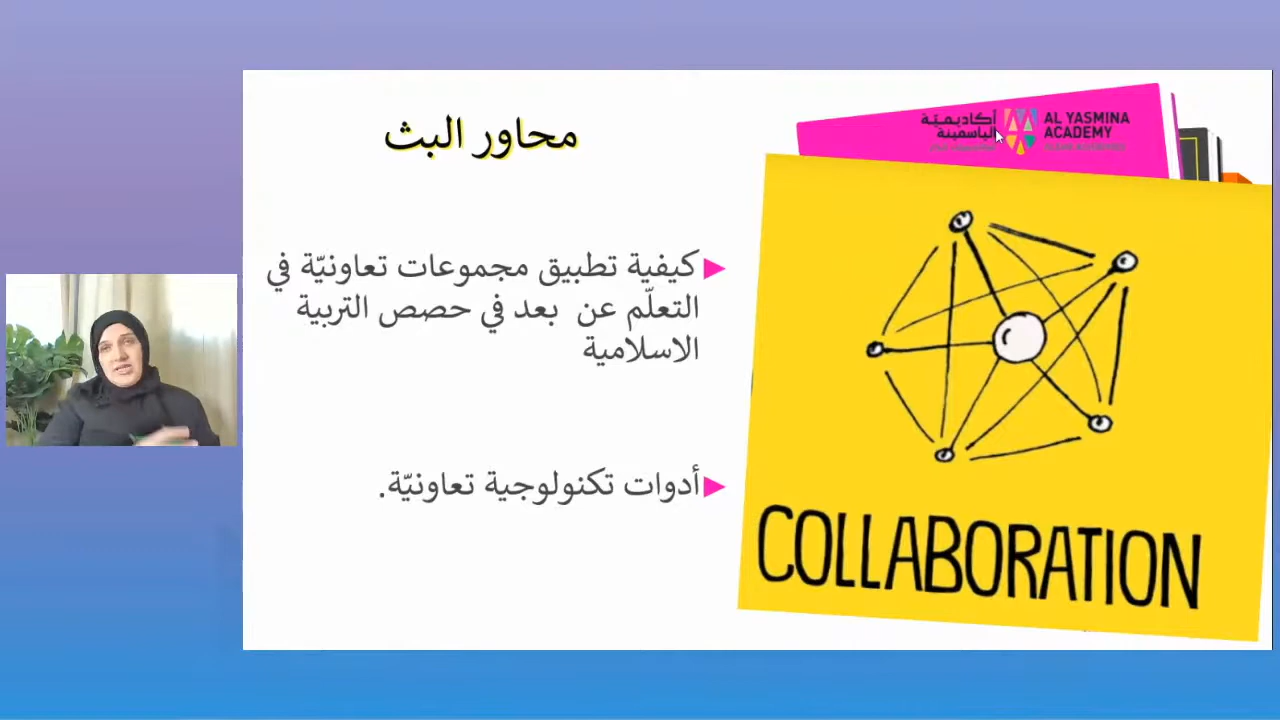 محاور البث
كيفية تطبيق مجموعات تعاونيّة في
التعلّم عن بعد في حصص التربية
الاسلامية
أدوات تكنولوجية تعاونيّة.
أكاديميّة
الياسمينة
AL YASMINA
ACADEMY
COLLABORATION